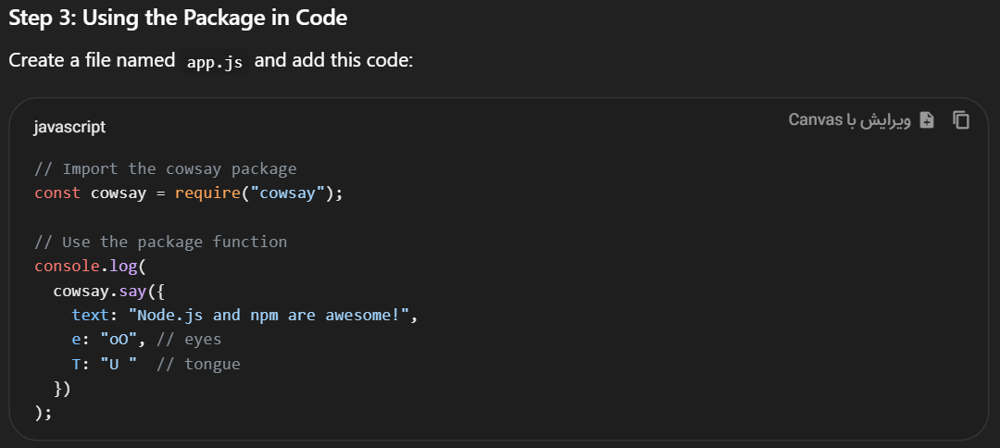 Step 3: Using the Package in Code
Create a file named app.js and add this code:
javascript
ویرایش با Canvas
// Import the cowsay package
const cowsay = require("cowsay");
// Use the package function
console.log(
  cowsay.say({
    text: "Node.js and npm are awesome!",
    e: "oO", // eyes
    T: "U "  // tongue
  })
);